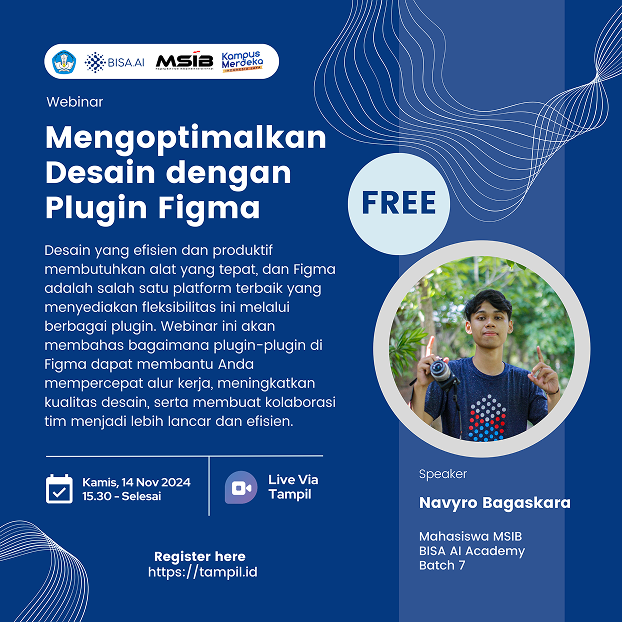 BISA.AI MSIB Kampus Merdeka
Webinar
Mengoptimalkan
Desain dengan
Plugin Figma
FREE
Desain yang efisien dan produktif
membutuhkan alat yang tepat, dan Figma
adalah salah satu platform terbaik yang
menyediakan fleksibilitas ini melalui
berbagai plugin. Webinar ini akan
membahas bagaimana plugin-plugin di
Figma dapat membantu Anda
mempercepat alur kerja, meningkatkan
kualitas desain, serta membuat kolaborasi
tim menjadi lebih lancar dan efisien.
Kamis, 14 Nov 2024
15.30 - Selesai
Live Via
Tampil
Register here
https://tampil.id
Speaker
Navyro Bagaskara
Mahasiswa MSIB
BISA AI Academy
Batch 7